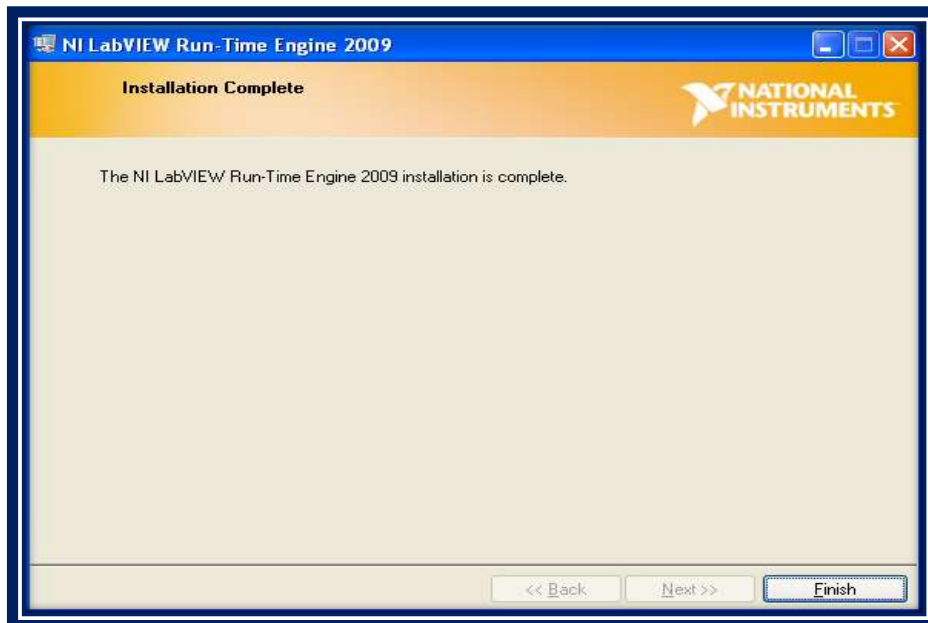 NI LabVIEW Run-Time Engine 2009
Installation Complete
NATIONAL
INSTRUMENTS
The NI LabVIEW Run-Time Engine 2009 installation is complete.
<< Back
Next >>
Finish